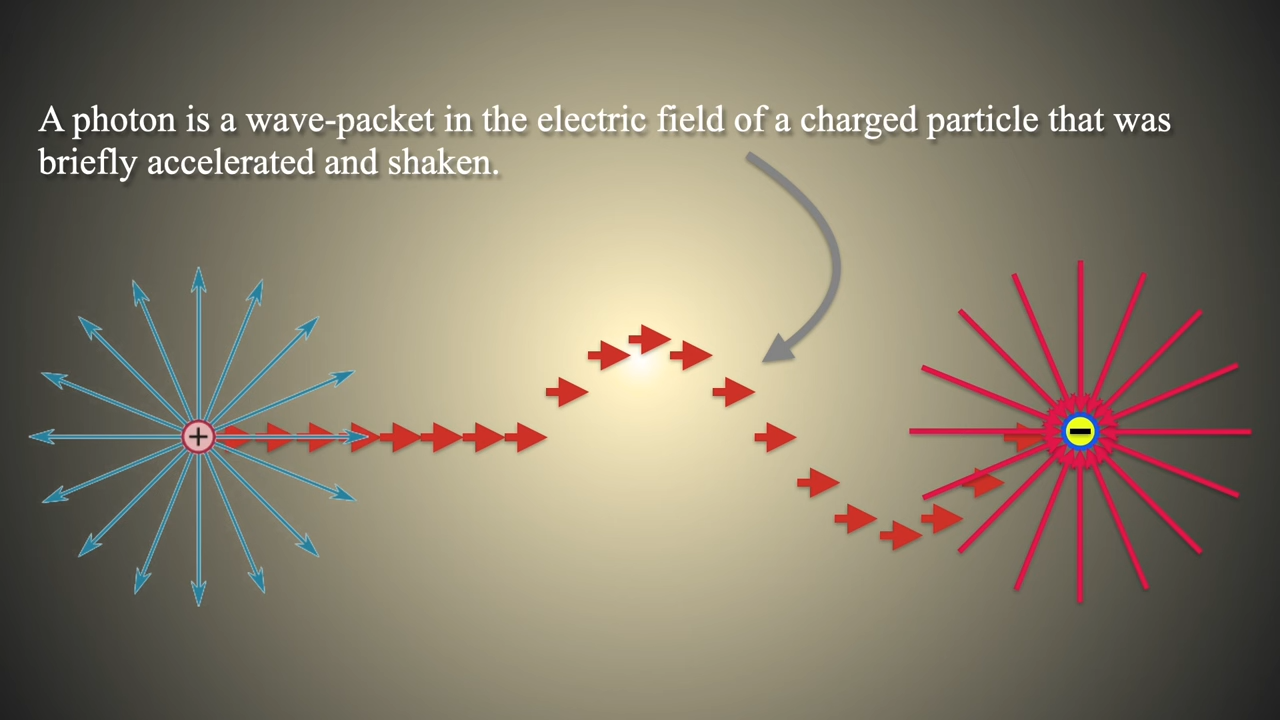 A photon is a wave-packet in the electric field of a charged particle that was
briefly accelerated and shaken.
+
−